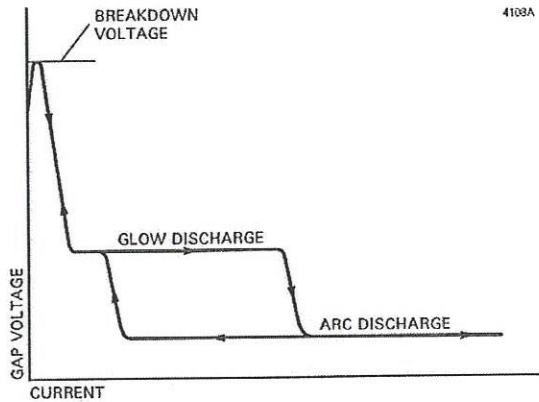 BREAKDOWN
VOLTAGE
4108A
GLOW DISCHARGE
ARC DISCHARGE
GAP VOLTAGE
CURRENT